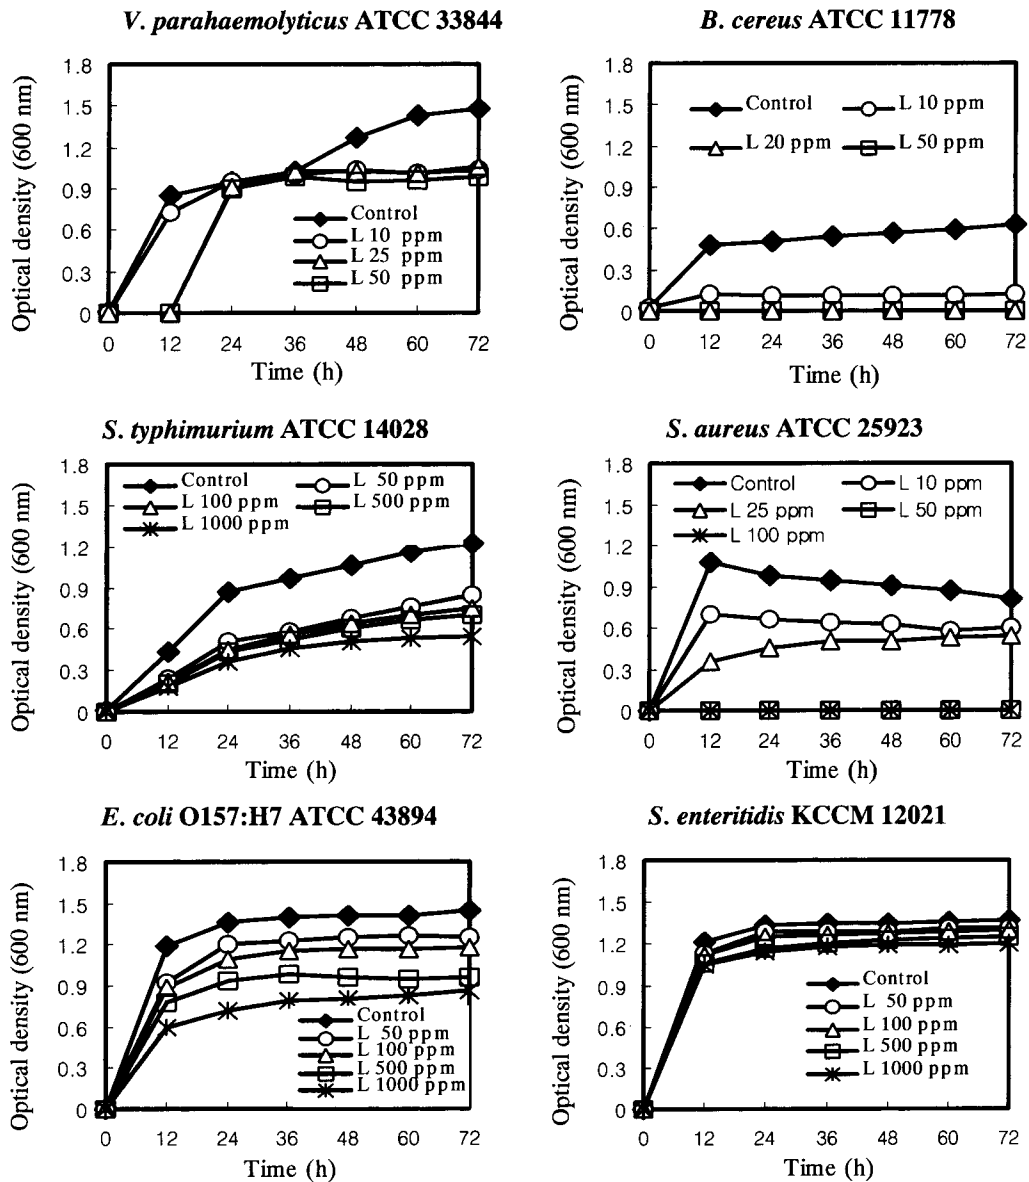 V. parahaemolyticus ATCC 33844
Optical density (600 nm)
1.8
1.5
1.2
0.9
0.6
0.3
0
Control
L 10 ppm
L 25 ppm
L 50 ppm
0 12 24 36 48 60 72
Time (h)
B. cereus ATCC 11778
Optical density (600 nm)
1.8
1.5
1.2
0.9
0.6
0.3
0
Control L 10 ppm
L 20 ppm L 50 ppm
0 12 24 36 48 60 72
Time (h)
S. typhimurium ATCC 14028
Optical density (600 nm)
1.8
1.5
1.2
0.9
0.6
0.3
0
Control L 50 ppm
L 100 ppm L 500 ppm
L 1000 ppm
0 12 24 36 48 60 72
Time (h)
S. aureus ATCC 25923
Optical density (600 nm)
1.8
1.5
1.2
0.9
0.6
0.3
0
Control L 10 ppm
L 25 ppm L 50 ppm
L 100 ppm
0 12 24 36 48 60 72
Time (h)
E. coli O157:H7 ATCC 43894
Optical density (600 nm)
1.8
1.5
1.2
0.9
0.6
0.3
0
Control
L 50 ppm
L 100 ppm
L 500 ppm
L 1000 ppm
0 12 24 36 48 60 72
Time (h)
S. enteritidis KCCM 12021
Optical density (600 nm)
1.8
1.5
1.2
0.9
0.6
0.3
0
Control
L 50 ppm
L 100 ppm
L 500 ppm
L 1000 ppm
0 12 24 36 48 60 72
Time (h)